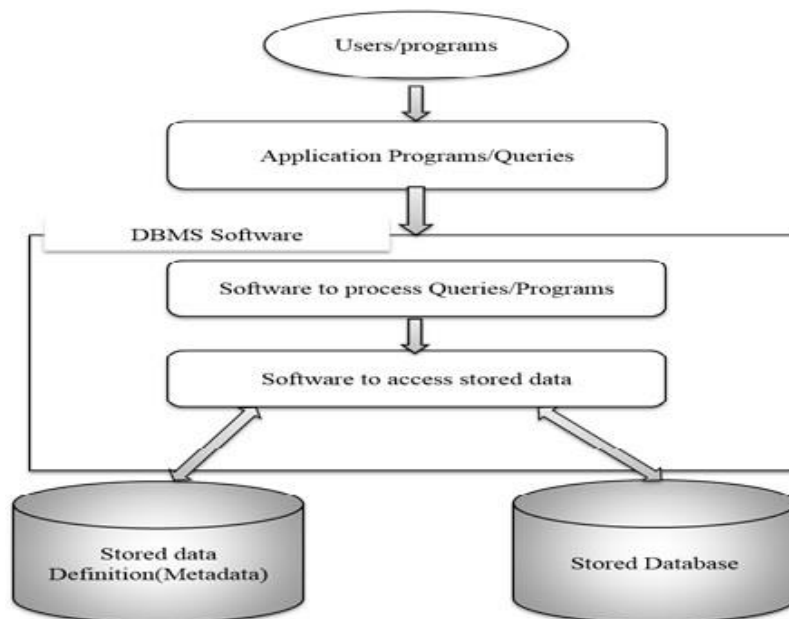 Users/programs
Application Programs/Queries
DBMS Software
Software to process Queries/Programs
Software to access stored data
Stored data
Definition(Metadata)
Stored Database